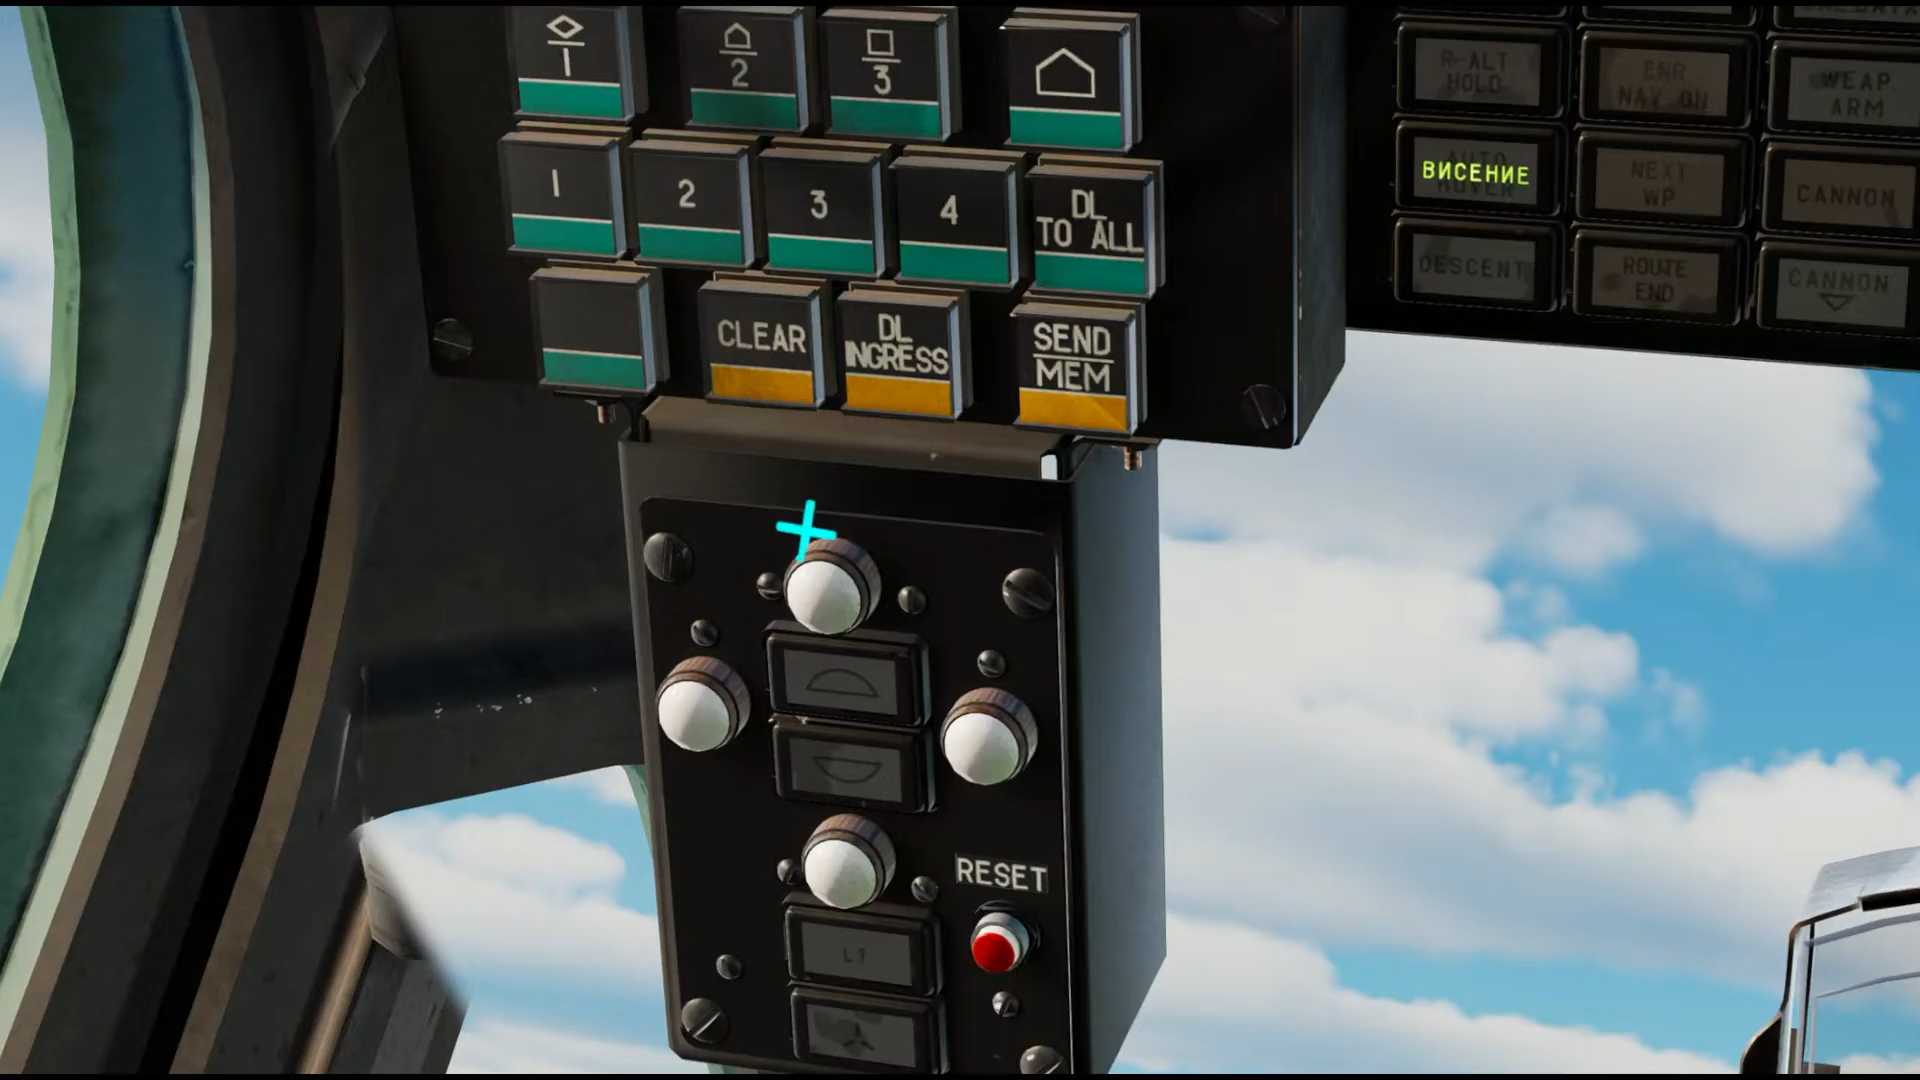 1
2
3
R-ALT
HOLD
ENR
NAV ON
WEAP
ARM
1
2
3
4
DL
TO ALL
ВИСЕНИЕ
NEXT
WP
CANNON
DESCENT
ROUTE
END
CANNON
CLEAR
DL
INGRESS
SEND
MEM
RESET